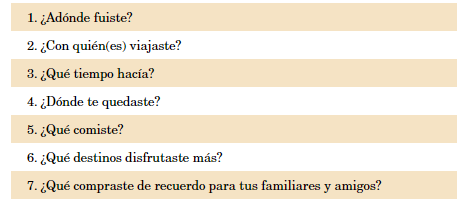 1. ¿Adónde fuiste?
2. ¿Con quién(es) viajaste?
3. ¿Qué tiempo hacía?
4. ¿Dónde te quedaste?
5. ¿Qué comiste?
6. ¿Qué destinos disfrutaste más?
7. ¿Qué compraste de recuerdo para tus familiares y amigos?